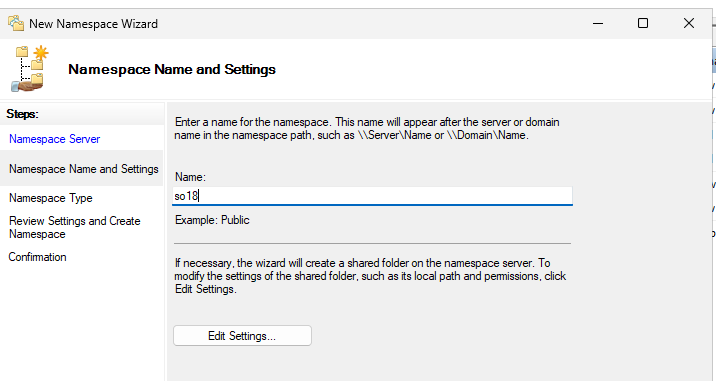 New Namespace Wizard
Namespace Name and Settings
Steps:
Namespace Server
Namespace Name and Settings
Namespace Type
Review Settings and Create
Namespace
Confirmation
Enter a name for the namespace. This name will appear after the server or domain
name in the namespace path, such as \\Server\Name or \\Domain\Name.
Name:
so18
Example: Public
If necessary, the wizard will create a shared folder on the namespace server. To
modify the settings of the shared folder, such as its local path and permissions, click
Edit Settings.
Edit Settings...